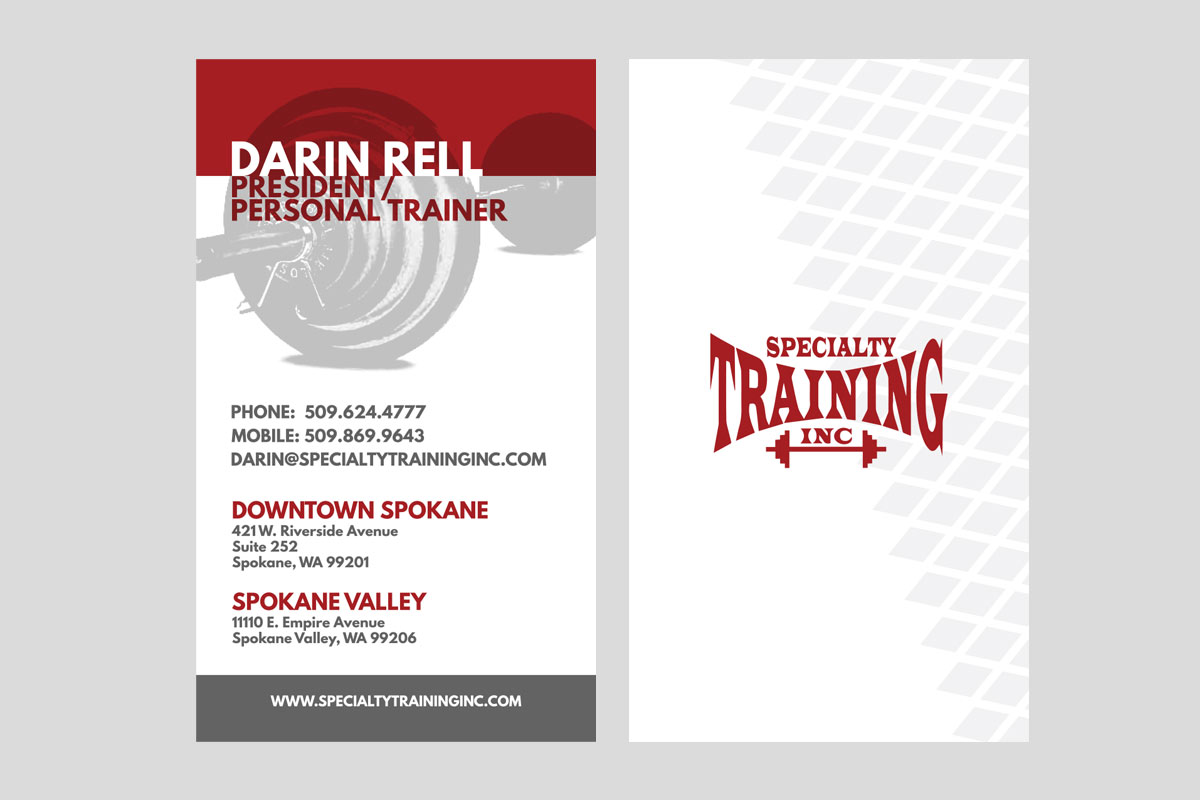 DARIN RELL
PRESIDENT/
PERSONAL TRAINER
PHONE: 509.624.4777
MOBILE: 509.869.9643
DARIN@SPECIALTYTRAININGINC.COM
DOWNTOWN SPOKANE
421 W. Riverside Avenue
Suite 252
Spokane, WA 99201
SPOKANE VALLEY
11110 E. Empire Avenue
Spokane Valley, WA 99206
WWW.SPECIALTYTRAININGINC.COM
SPECIALTY
TRAINING
INC